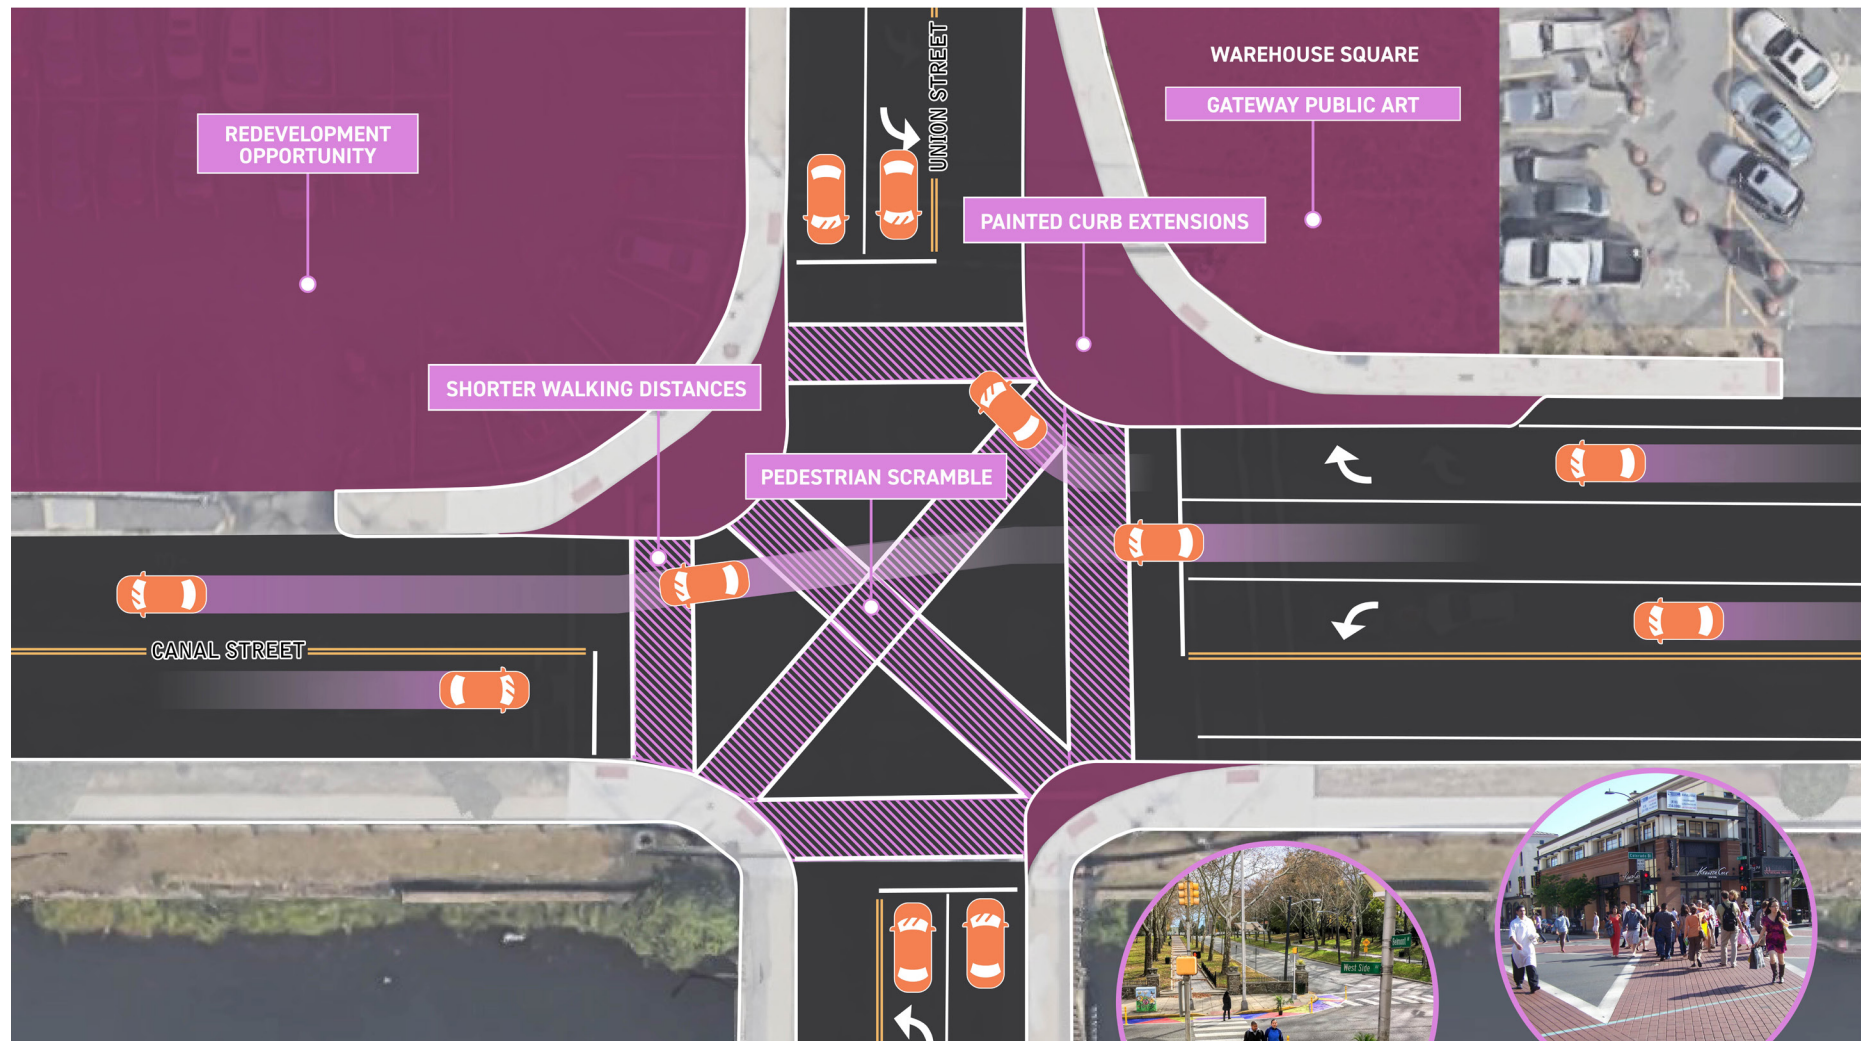 UNION STREET
WAREHOUSE SQUARE
GATEWAY PUBLIC ART
REDEVELOPMENT
OPPORTUNITY
PAINTED CURB EXTENSIONS
SHORTER WALKING DISTANCES
PEDESTRIAN SCRAMBLE
CANAL STREET
West Side